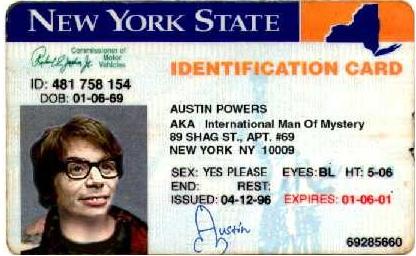 NEW YORK STATE
Commissioner of
Motor
Vehicles
IDENTIFICATION CARD
ID: 481 758 154
DOB: 01-06-69
AUSTIN POWERS
AKA International Man Of Mystery
89 SHAG ST., APT. #69
NEW YORK NY 10009
SEX: YES PLEASE EYES: BL HT: 5-06
END: REST:
ISSUED: 04-12-96 EXPIRES: 01-06-01
Austin
69285660